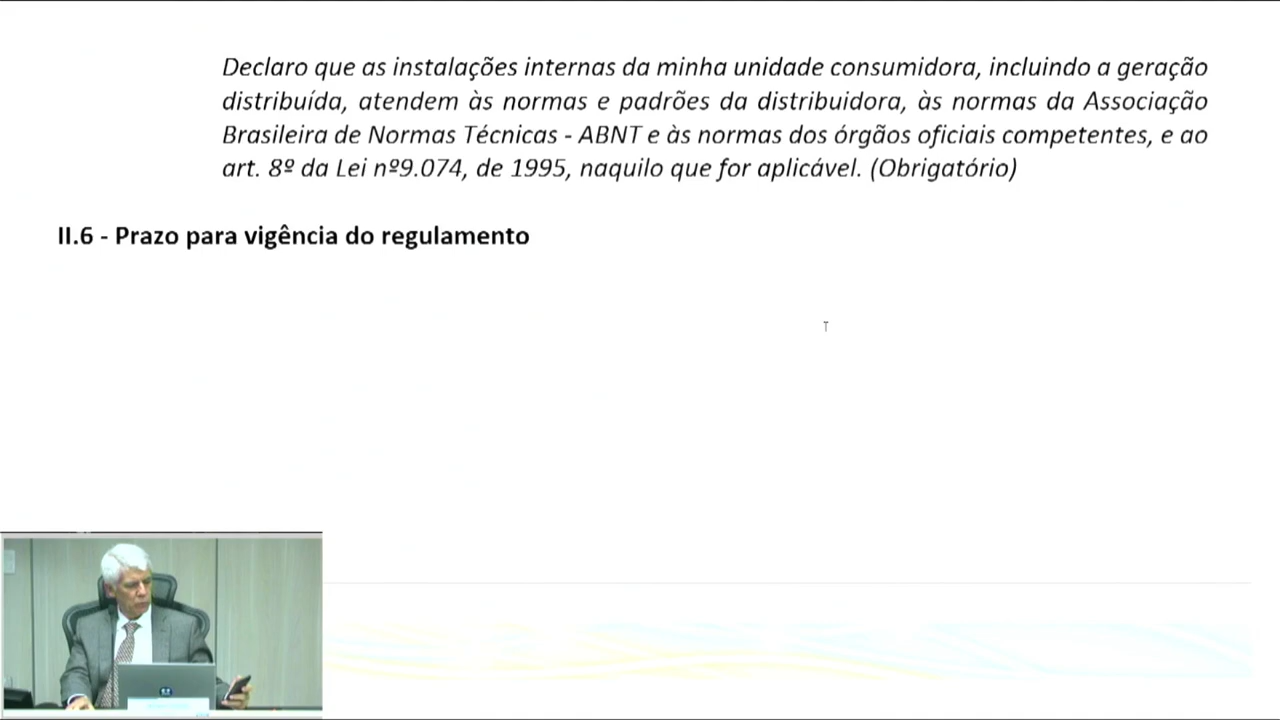 Declaro que as instalações internas da minha unidade consumidora, incluindo a geração
distribuída, atendem às normas e padrões da distribuidora, às normas da Associação
Brasileira de Normas Técnicas - ABNT e às normas dos órgãos oficiais competentes, e ao
art. 8º da Lei nº9.074, de 1995, naquilo que for aplicável. (Obrigatório)
II.6 - Prazo para vigência do regulamento